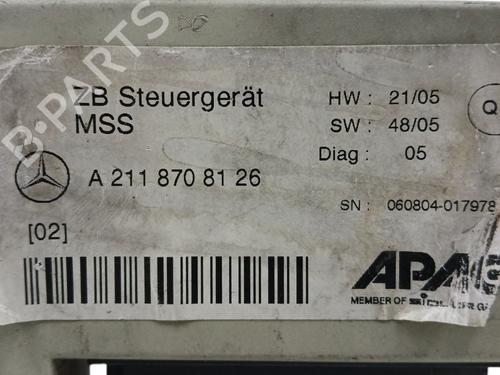 B-PARTS
ZB Steuergerät
MSS
HW : 21/05
SW : 48/05
Diag : 05
Q
A 211 870 81 26
SN : 060804-017978
[02]
APAG
MEMBER OF